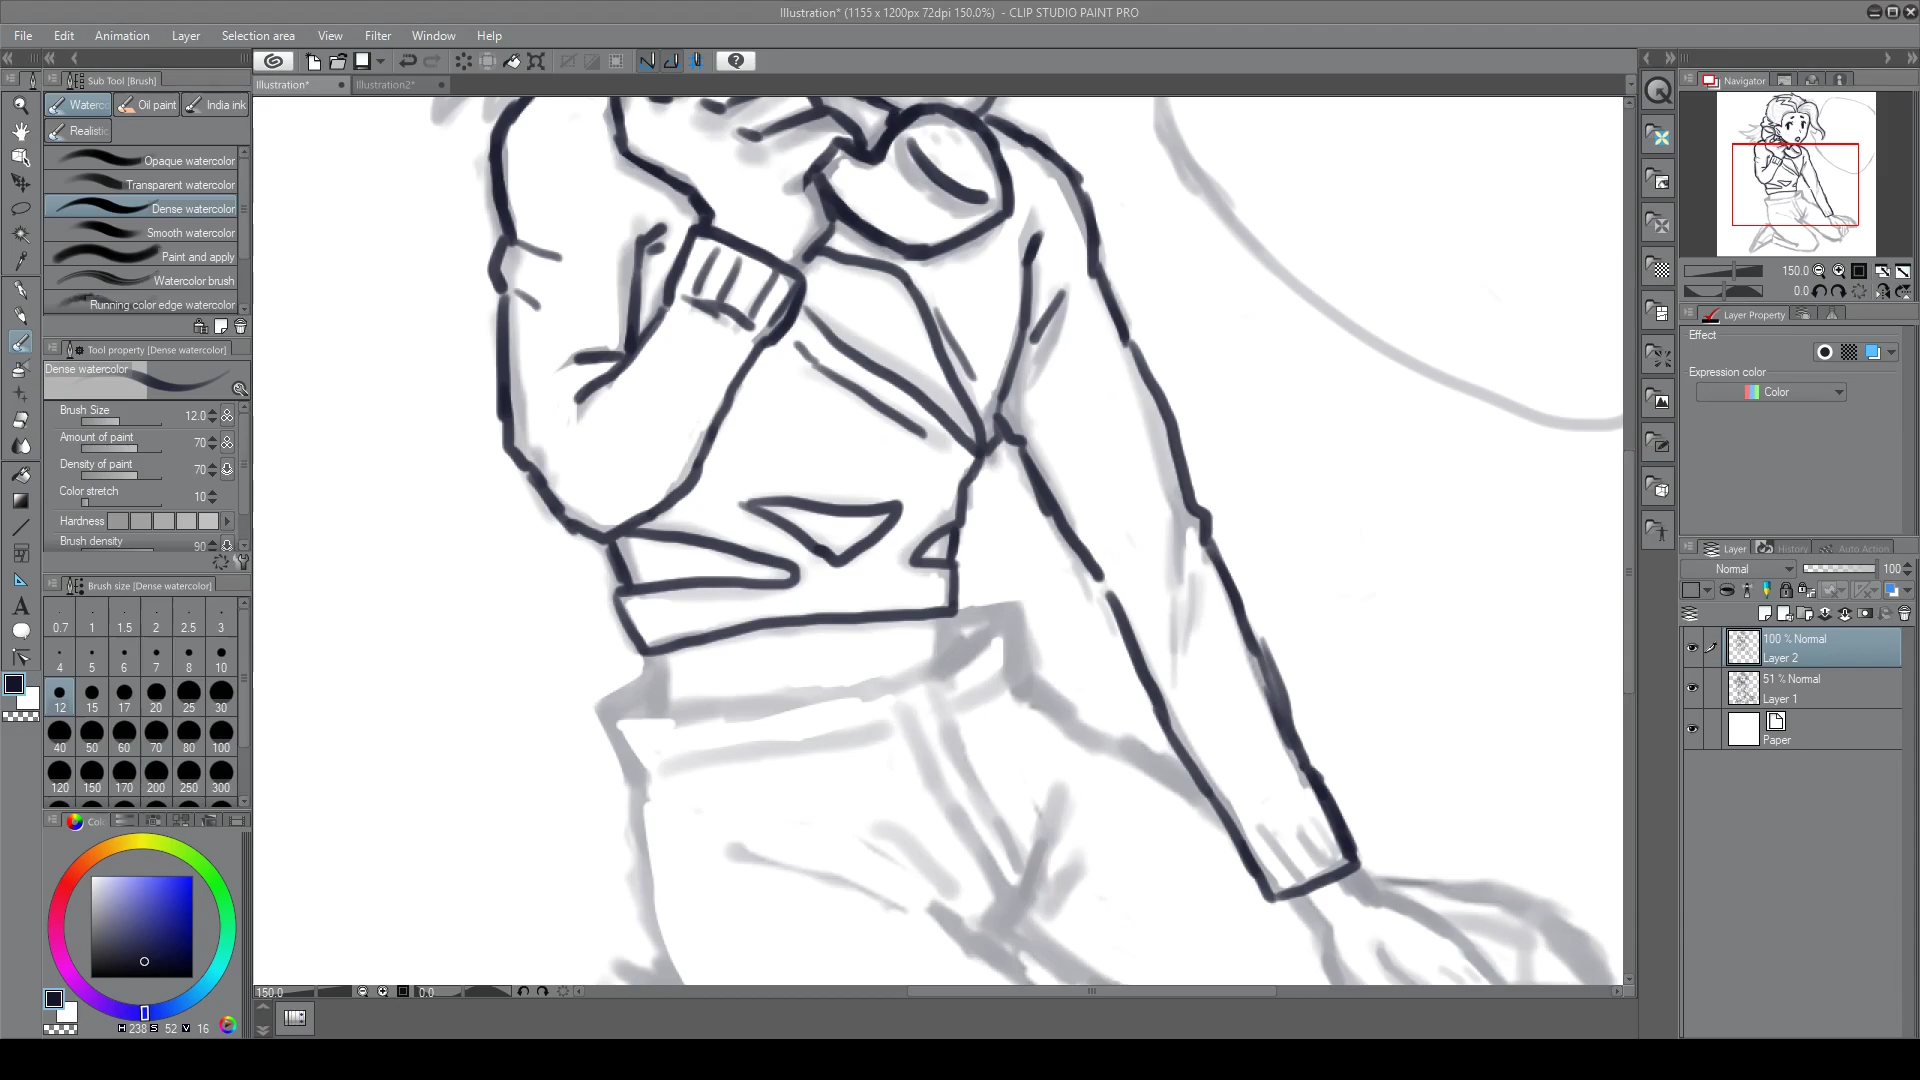 Illustration* (1155 x 1200px 72dpi 150.0%) - CLIP STUDIO PAINT PRO
File Edit Animation Layer Selection area View Filter Window Help
Sub Tool [Brush]
Illustration* Illustration2*
Navigator
Waterc Oil paint India ink
Realistic
Opaque watercolor
Transparent watercolor
Dense watercolor
Smooth watercolor
Paint and apply
Watercolor brush
Running color edge watercolor
Tool property [Dense watercolor]
Dense watercolor
Brush Size 12.0
Amount of paint 70
Density of paint 70
Color stretch 10
Hardness
Brush density 90
Brush size [Dense watercolor]
0.7 1 1.5 2 2.5 3
4 5 6 7 8 10
12 15 17 20 25 30
40 50 60 70 80 100
120 150 170 200 250 300
Col
H 238 S 52 V 16
150.0 0.0
150.0
0.0
Layer Property
Effect
Expression color
Color
Layer History Auto Action
Normal 100
100 % Normal
Layer 2
51 % Normal
Layer 1
Paper